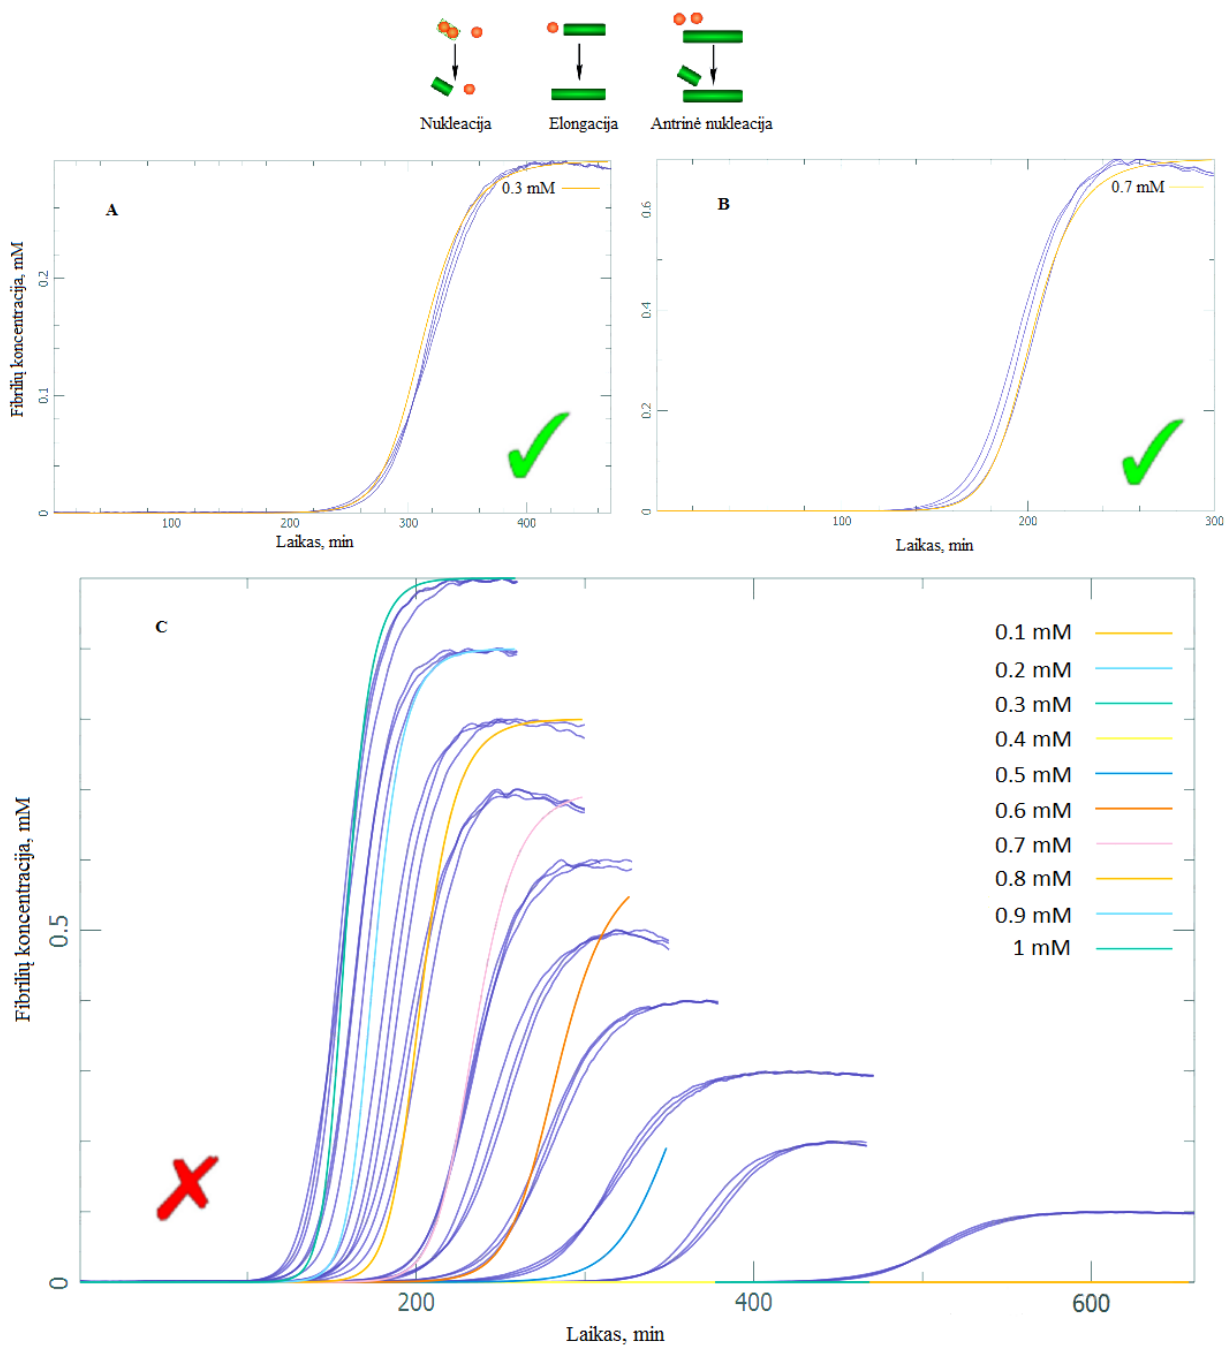 Nukleacija
Elongacija
Antrinė nukleacija
A
0.3 mM
Fibrilių koncentracija, mM
0.2
0.1
0
100
200
300
400
Laikas, min
B
0.7 mM
0.6
0.4
0.2
0
100
200
300
Laikas, min
C
0.1 mM
0.2 mM
0.3 mM
0.4 mM
0.5 mM
0.6 mM
0.7 mM
0.8 mM
0.9 mM
1 mM
Fibrilių koncentracija, mM
0.5
0
200
400
600
Laikas, min